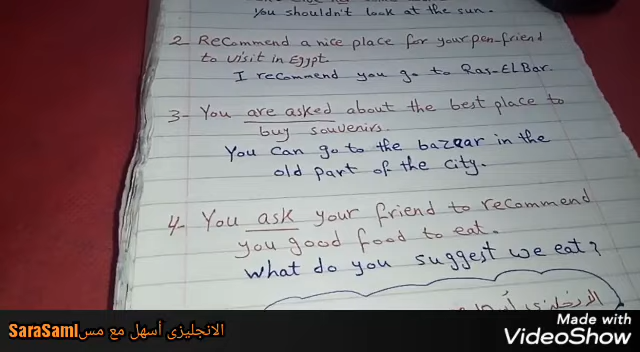 You shouldn't look at the sun.
2- Recommend a nice place for your pen-friend
to visit in Egypt.
I recommend you go to Ras-ELBar.
3- You are asked about the best place to
buy souvenirs.
You can go to the bazaar in the
old part of the city.
4- You ask your friend to recommend
you good food to eat.
What do you suggest we eat?
SaraSamI الانجليزى أسهل مع مس
Made with
VideoShow